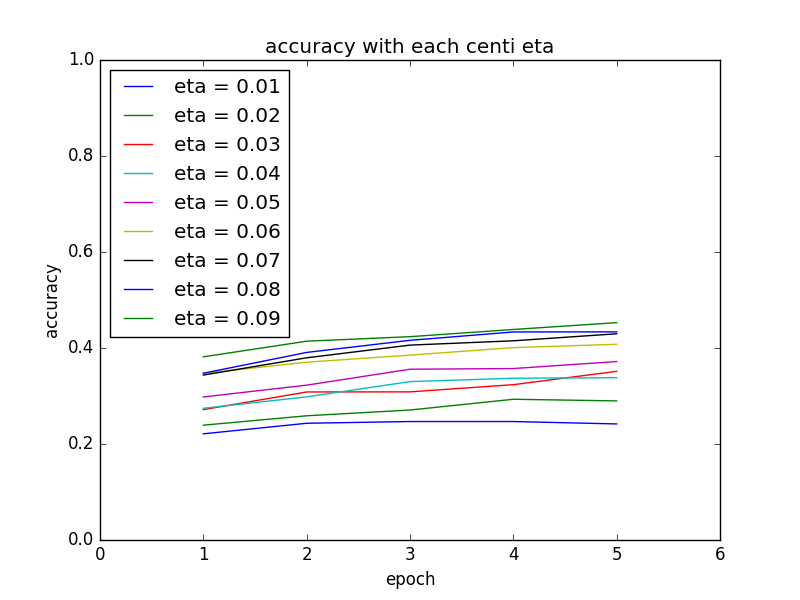 accuracy with each centi eta
1.0
0.8
0.6
0.4
0.2
0.0
accuracy
eta = 0.01
eta = 0.02
eta = 0.03
eta = 0.04
eta = 0.05
eta = 0.06
eta = 0.07
eta = 0.08
eta = 0.09
0 1 2 3 4 5 6
epoch